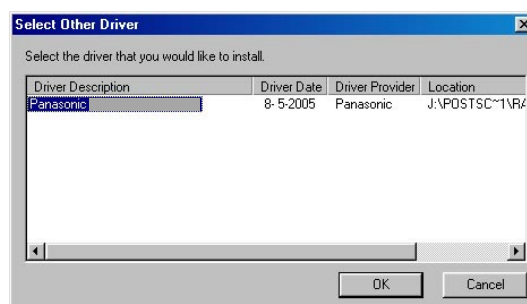 Select Other Driver
Select the driver that you would like to install.
Driver Description Driver Date Driver Provider Location
Panasonic 8- 5-2005 Panasonic J:\POSTSC~1\RA
OK Cancel